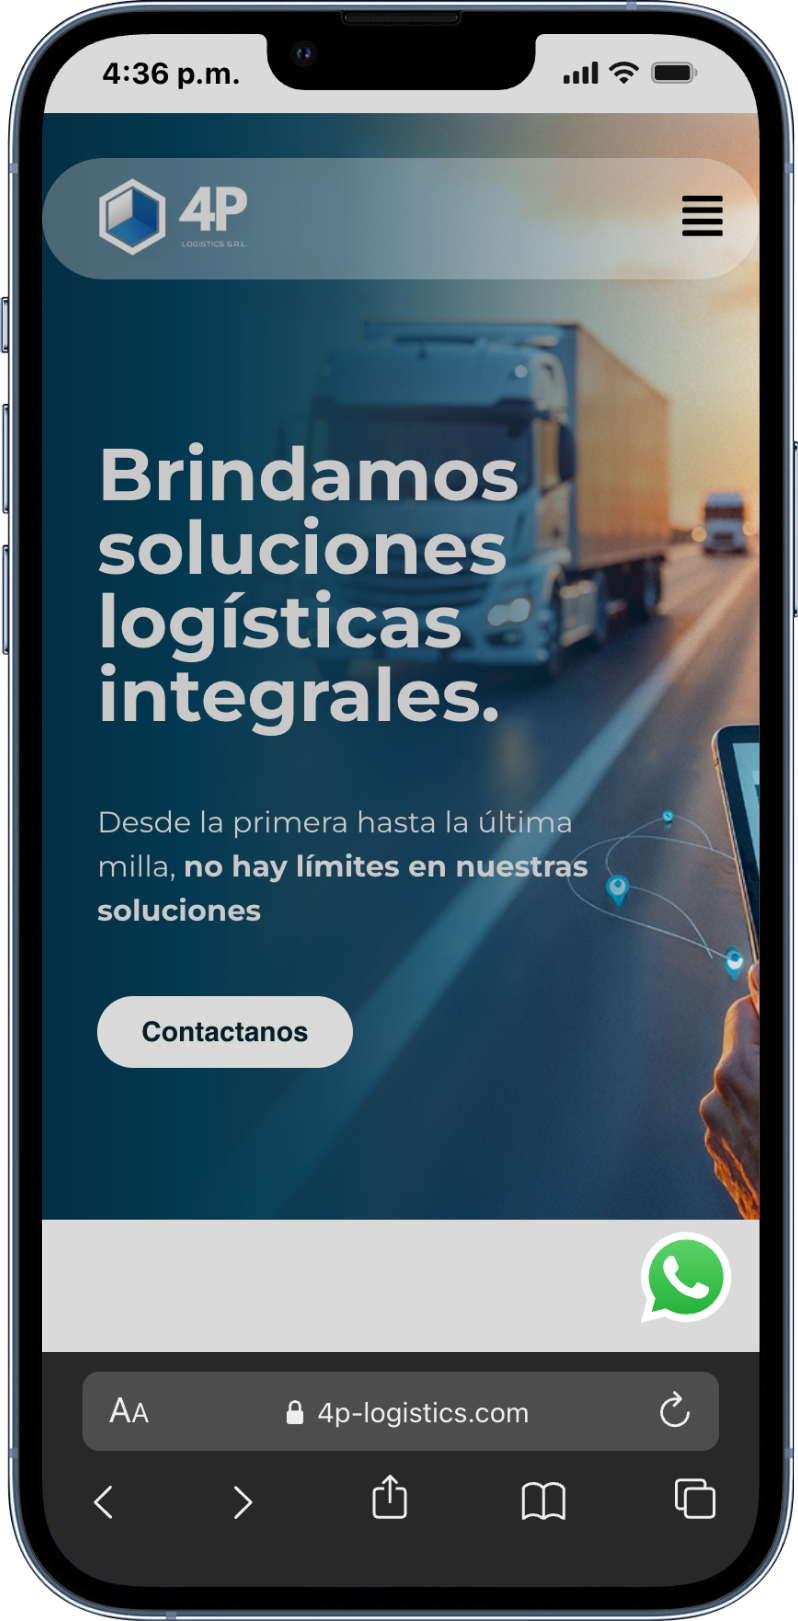 4:36 p.m.
4P
LOGISTICS S.R.L.
Brindamos
soluciones
logísticas
integrales.
Desde la primera hasta la última
milla, no hay límites en nuestras
soluciones
Contactanos
AA
4p-logistics.com